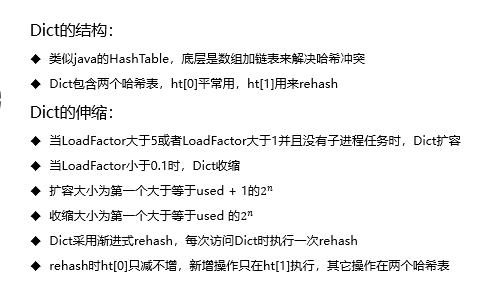 Dict的结构：
◆ 类似java的HashTable，底层是数组加链表来解决哈希冲突
◆ Dict包含两个哈希表，ht[0]平常用，ht[1]用来rehash
Dict的伸缩：
◆ 当LoadFactor大于5或者LoadFactor大于1并且没有子进程任务时，Dict扩容
◆ 当LoadFactor小于0.1时，Dict收缩
◆ 扩容大小为第一个大于等于used + 1的2ⁿ
◆ 收缩大小为第一个大于等于used 的2ⁿ
◆ Dict采用渐进式rehash，每次访问Dict时执行一次rehash
◆ rehash时ht[0]只减不增，新增操作只在ht[1]执行，其它操作在两个哈希表